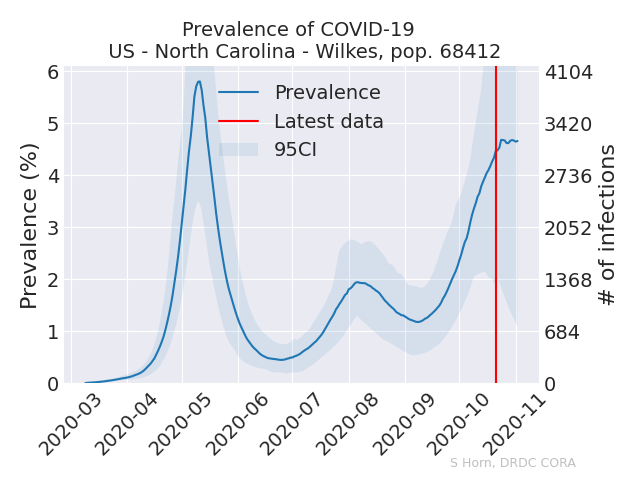 Prevalence of COVID-19
US - North Carolina - Wilkes, pop. 68412
Prevalence (%)
6
5
4
3
2
1
0
Prevalence
Latest data
95CI
4104
3420
2736
2052
1368
684
0
# of infections
2020-03
2020-04
2020-05
2020-06
2020-07
2020-08
2020-09
2020-10
2020-11
S Horn, DRDC CORA